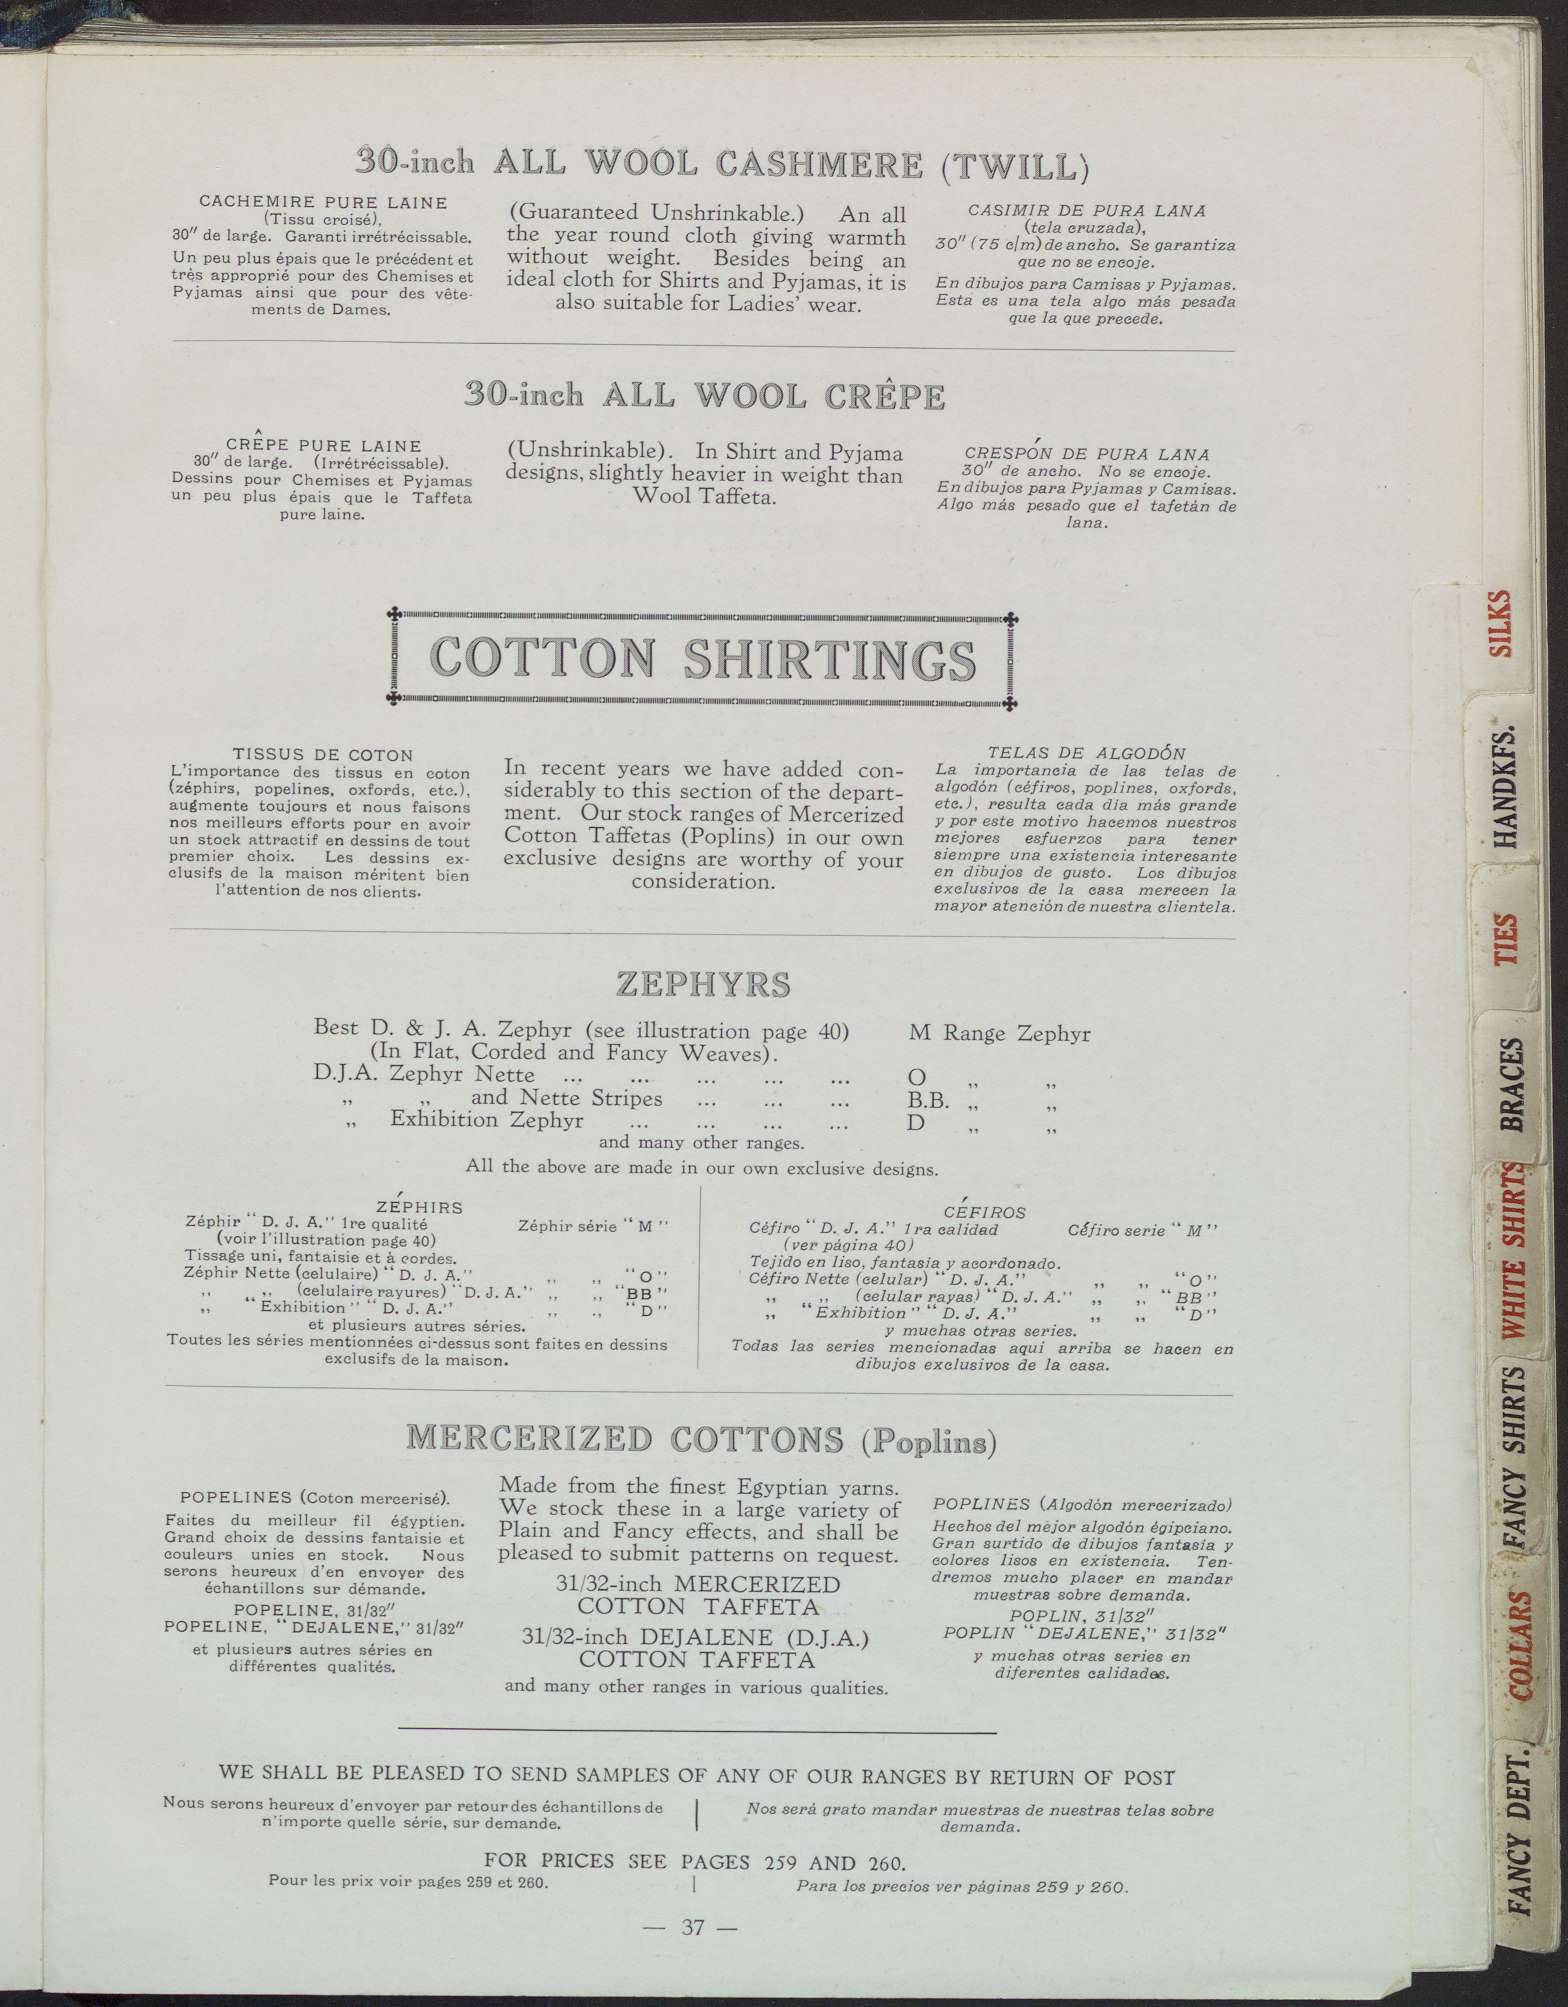 30-inch ALL WOOL CASHMERE (TWILL)
CACHEMIRE PURE LAINE
(Tissu croisé),
30" de large. Garanti irrétrécissable.
Un peu plus épais que le précédent et
très approprié pour des Chemises et
Pyjamas ainsi que pour des vête-
ments de Dames.
(Guaranteed Unshrinkable.) An all
the year round cloth giving warmth
without weight. Besides being an
ideal cloth for Shirts and Pyjamas, it is
also suitable for Ladies' wear.
CASIMIR DE PURA LANA
(tela cruzada),
30" (75 c/m) de ancho. Se garantiza
que no se encoje.
En dibujos para Camisas y Pyjamas.
Esta es una tela algo más pesada
que la que precede.
30-inch ALL WOOL CRÊPE
CRÊPE PURE LAINE
30" de large. (Irrétrécissable).
Dessins pour Chemises et Pyjamas
un peu plus épais que le Taffeta
pure laine.
(Unshrinkable). In Shirt and Pyjama
designs, slightly heavier in weight than
Wool Taffeta.
CRESPÓN DE PURA LANA
30" de ancho. No se encoje.
En dibujos para Pyjamas y Camisas.
Algo más pesado que el tafetán de
lana.
COTTON SHIRTINGS
TISSUS DE COTON
L'importance des tissus en coton
(zéphirs, popelines, oxfords, etc.),
augmente toujours et nous faisons
nos meilleurs efforts pour en avoir
un stock attractif en dessins de tout
premier choix. Les dessins ex-
clusifs de la maison méritent bien
l'attention de nos clients.
In recent years we have added con-
siderably to this section of the depart-
ment. Our stock ranges of Mercerized
Cotton Taffetas (Poplins) in our own
exclusive designs are worthy of your
consideration.
TELAS DE ALGODÓN
La importancia de las telas de
algodón (céfiros, poplines, oxfords,
etc.), resulta cada dia más grande
y por este motivo hacemos nuestros
mejores esfuerzos para tener
siempre una existencia interesante
en dibujos de gusto. Los dibujos
exclusivos de la casa merecen la
mayor atención de nuestra clientela.
ZEPHYRS
Best D. & J. A. Zephyr (see illustration page 40) M Range Zephyr
(In Flat, Corded and Fancy Weaves).
D.J.A. Zephyr Nette ... ... ... ... ... O ,, ,,
,, ,, and Nette Stripes ... ... ... B.B. ,, ,,
,, Exhibition Zephyr ... ... ... ... D ,, ,,
and many other ranges.
All the above are made in our own exclusive designs.
ZÉPHIRS
Zéphir "D. J. A." 1re qualité Zéphir série "M"
(voir l'illustration page 40)
Tissage uni, fantaisie et à cordes.
Zéphir Nette (celulaire) "D. J. A." ,, ,, "O"
,, ,, (celulaire rayures) "D. J. A." ,, ,, "BB"
,, "Exhibition" "D. J. A." ,, ,, "D"
et plusieurs autres séries.
Toutes les séries mentionnées ci-dessus sont faites en dessins
exclusifs de la maison.
CÉFIROS
Céfiro "D. J. A." 1ra calidad Céfiro serie "M"
(ver página 40)
Tejido en liso, fantasia y acordonado.
Céfiro Nette (celular) "D. J. A." ,, ,, "O"
,, ,, (celular rayas) "D. J. A." ,, ,, "BB"
,, "Exhibition" "D. J. A." ,, ,, "D"
y muchas otras series.
Todas las series mencionadas aqui arriba se hacen en
dibujos exclusivos de la casa.
MERCERIZED COTTONS (Poplins)
POPELINES (Coton mercerisé).
Faites du meilleur fil égyptien.
Grand choix de dessins fantaisie et
couleurs unies en stock. Nous
serons heureux d'en envoyer des
échantillons sur démande.
POPELINE, 31/32"
POPELINE, "DEJALENE," 31/32"
et plusieurs autres séries en
différentes qualités.
Made from the finest Egyptian yarns.
We stock these in a large variety of
Plain and Fancy effects, and shall be
pleased to submit patterns on request.
31/32-inch MERCERIZED
COTTON TAFFETA
31/32-inch DEJALENE (D.J.A.)
COTTON TAFFETA
and many other ranges in various qualities.
POPLINES (Algodón mercerizado)
Hechos del mejor algodón égipciano.
Gran surtido de dibujos fantasia y
colores lisos en existencia. Ten-
dremos mucho placer en mandar
muestras sobre demanda.
POPLIN, 31/32"
POPLIN "DEJALENE," 31/32"
y muchas otras series en
diferentes calidades.
WE SHALL BE PLEASED TO SEND SAMPLES OF ANY OF OUR RANGES BY RETURN OF POST
Nous serons heureux d'envoyer par retour des échantillons de
n'importe quelle série, sur demande.
Nos será grato mandar muestras de nuestras telas sobre
demanda.
FOR PRICES SEE PAGES 259 AND 260.
Pour les prix voir pages 259 et 260.
Para los precios ver páginas 259 y 260.
— 37 —
SILKS
HANDKFS.
TIES
BRACES
WHITE SHIRTS
FANCY SHIRTS
COLLARS
FANCY DEPT.